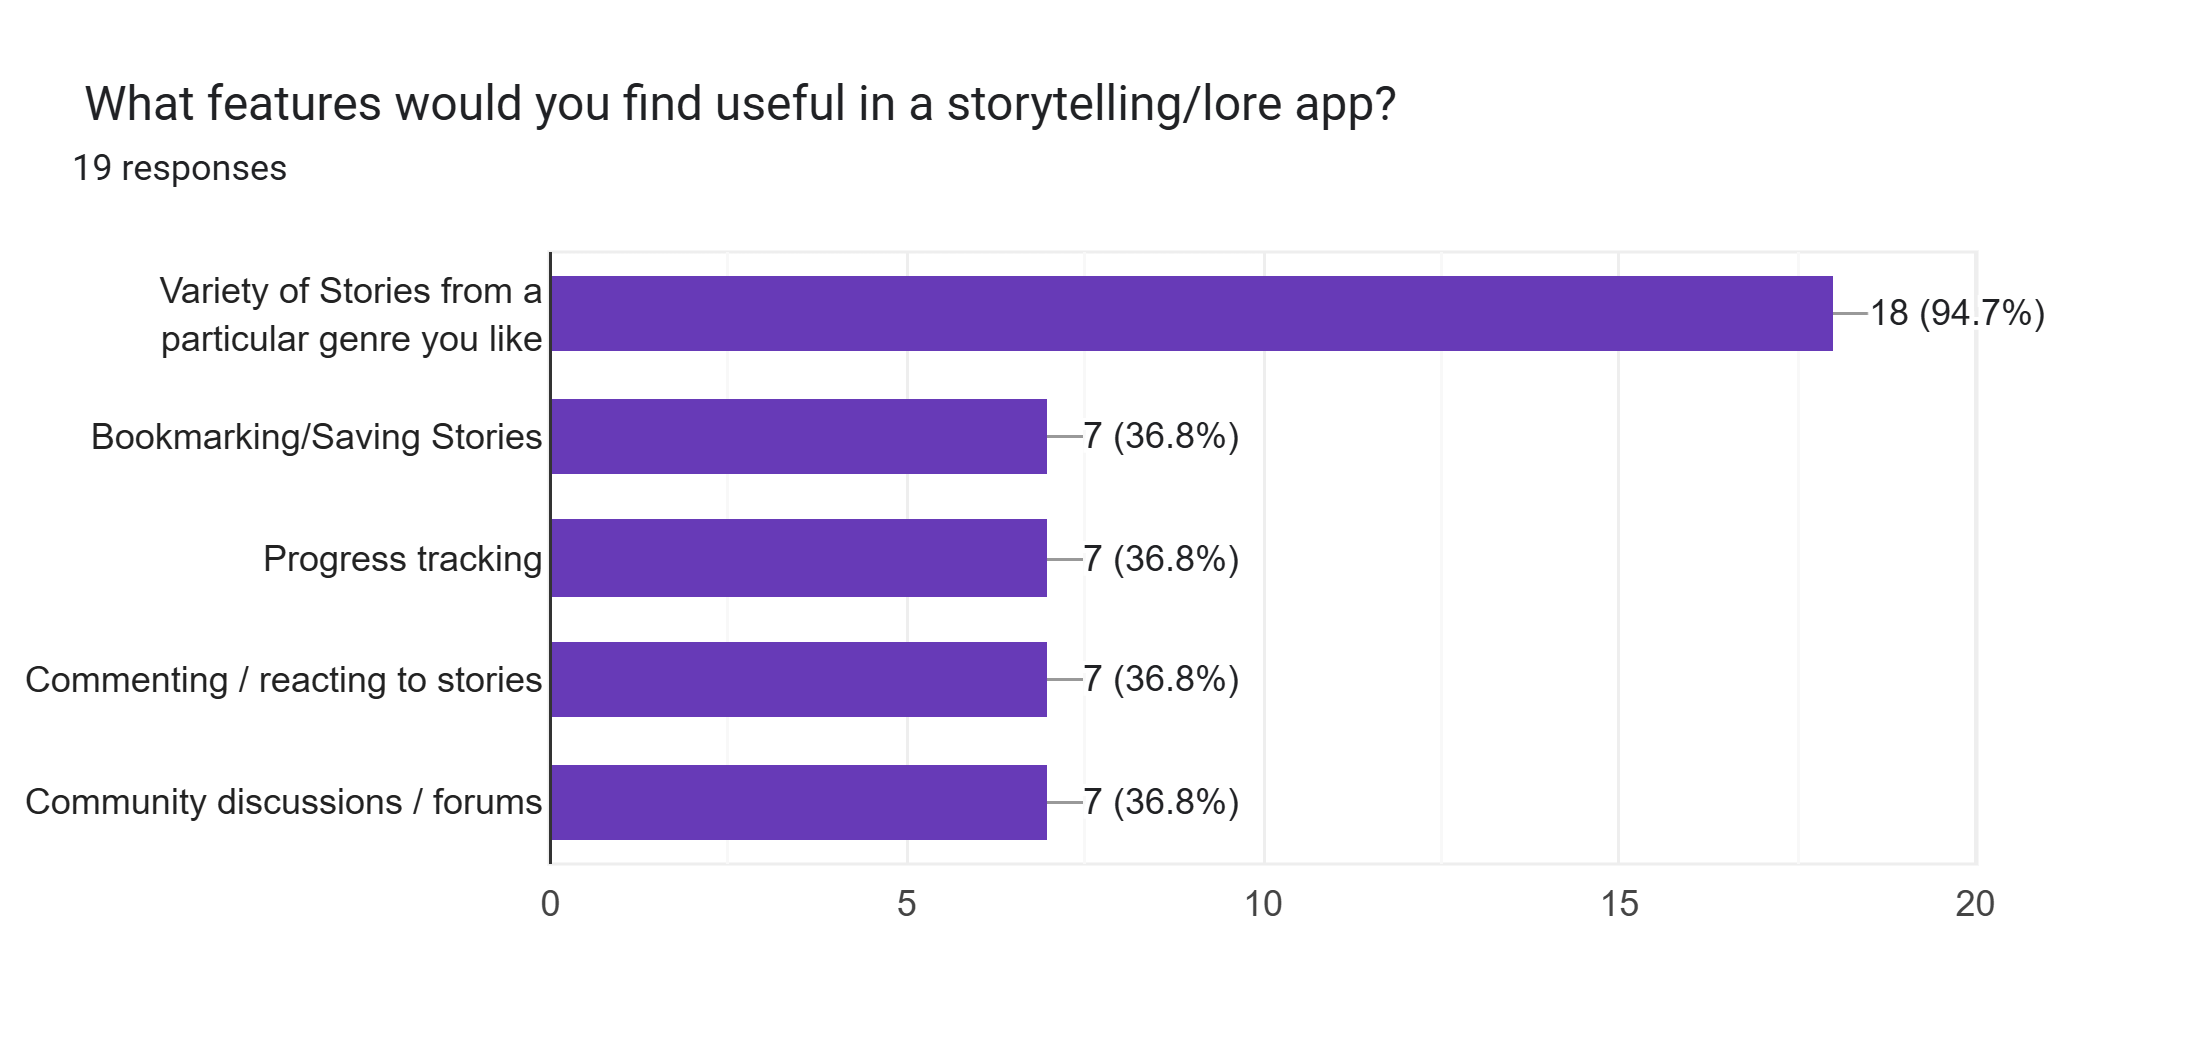 What features would you find useful in a storytelling/lore app?
19 responses
Variety of Stories from a
particular genre you like
18 (94.7%)
Bookmarking/Saving Stories
7 (36.8%)
Progress tracking
7 (36.8%)
Commenting / reacting to stories
7 (36.8%)
Community discussions / forums
7 (36.8%)
0 5 10 15 20